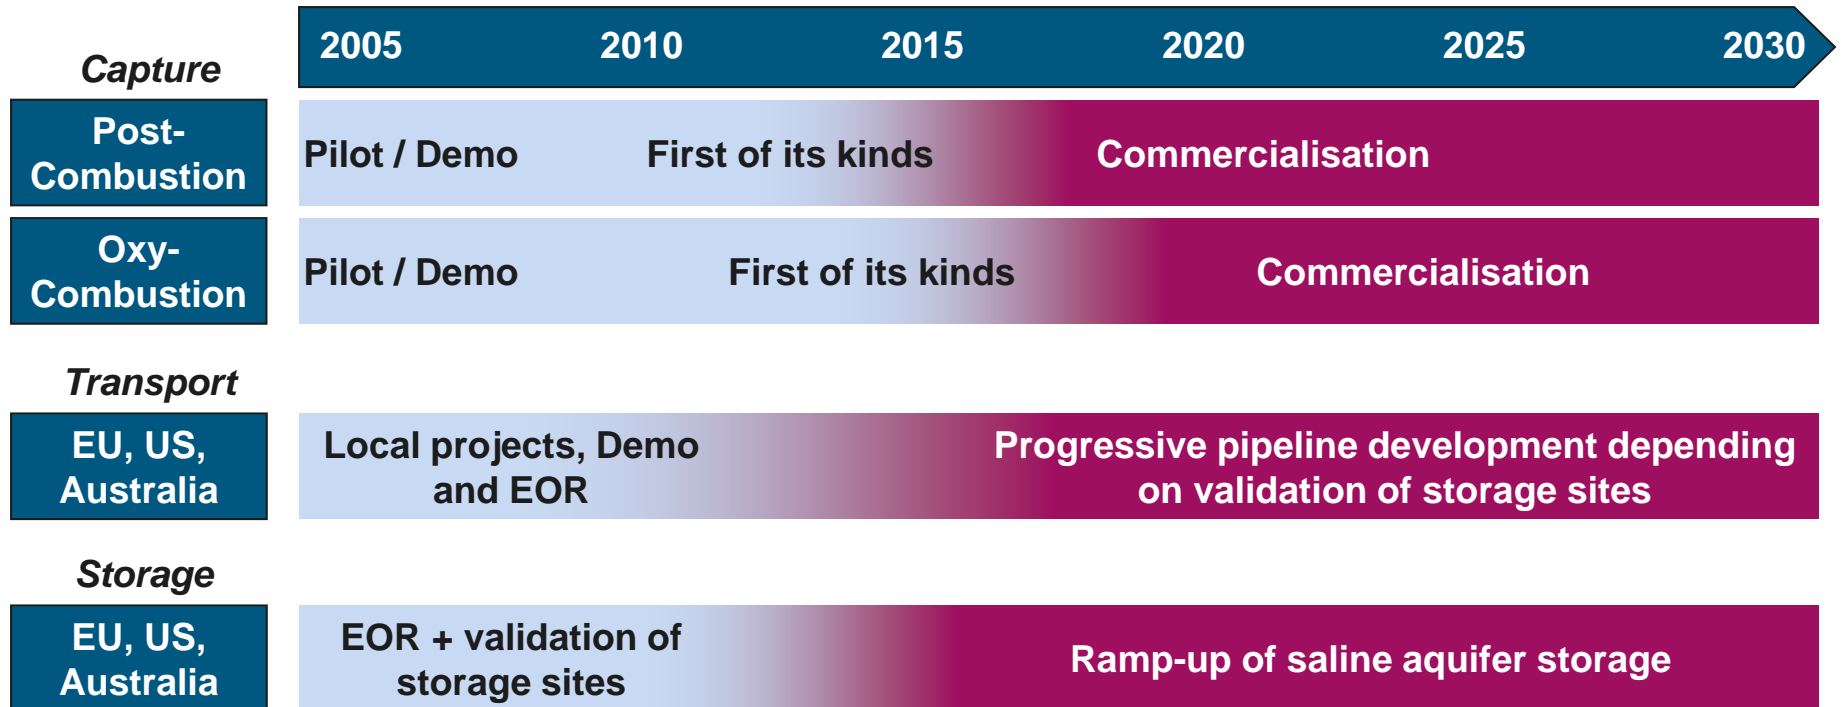 2005 2010 2015 2020 2025 2030
Capture
Post-
Combustion
Pilot / Demo First of its kinds Commercialisation
Oxy-
Combustion
Pilot / Demo First of its kinds Commercialisation
Transport
EU, US,
Australia
Local projects, Demo
and EOR
Progressive pipeline development depending
on validation of storage sites
Storage
EU, US,
Australia
EOR + validation of
storage sites
Ramp-up of saline aquifer storage